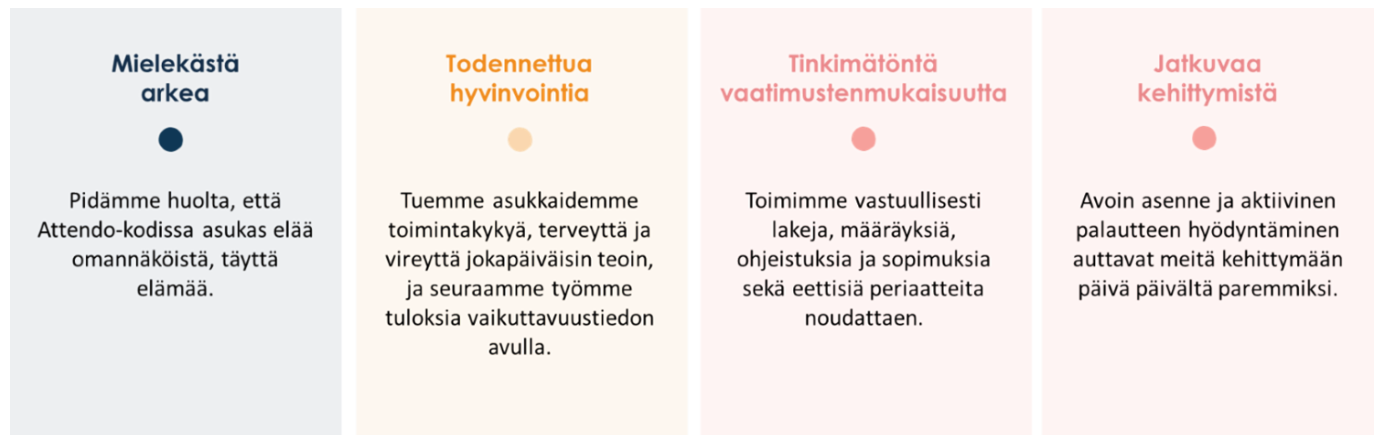 Mielekästä
arkea
Pidämme huolta, että
Attendo-kodissa asukas elää
omannäköistä, täyttä
elämää.
Todennettua
hyvinvointia
Tuemme asukkaidemme
toimintakykyä, terveyttä ja
vireyttä jokapäiväisin teoin,
ja seuraamme työmme
tuloksia vaikuttavuustiedon
avulla.
Tinkimätöntä
vaatimustenmukaisuutta
Toimimme vastuullisesti
lakeja, määräyksiä,
ohjeistuksia ja sopimuksia
sekä eettisiä periaatteita
noudattaen.
Jatkuvaa
kehittymistä
Avoin asenne ja aktiivinen
palautteen hyödyntäminen
auttavat meitä kehittymään
päivä päivältä paremmiksi.